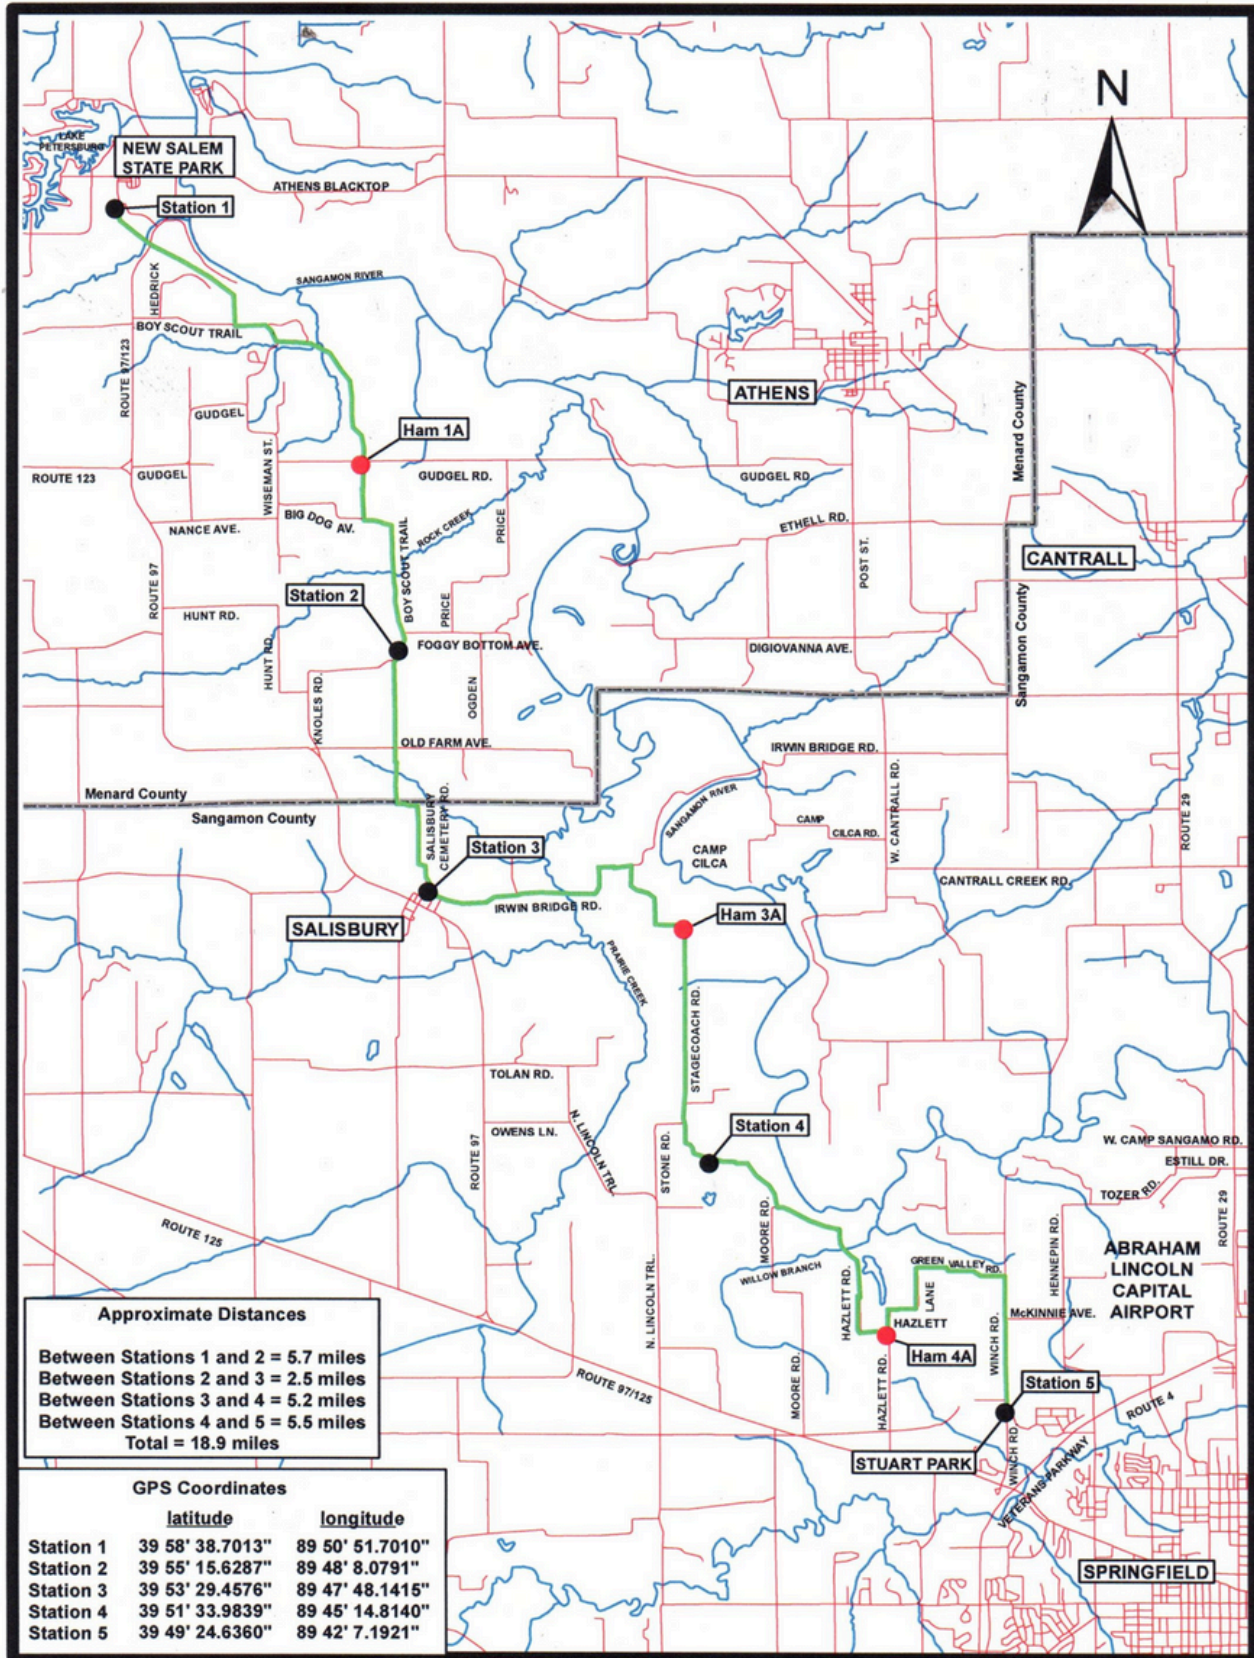 N
LAKE
PETERSBURG
NEW SALEM
STATE PARK
ATHENS BLACKTOP
Station 1
SANGAMON RIVER
HEDRICK
BOY SCOUT TRAIL
ROUTE 97/123
ATHENS
Menard County
GUDGEL
Ham 1A
WISEMAN ST.
ROUTE 123
GUDGEL
GUDGEL RD.
GUDGEL RD.
BIG DOG AV.
NANCE AVE.
ROCK CREEK
PRICE
ETHELL RD.
BOY SCOUT TRAIL
POST ST.
CANTRALL
ROUTE 97
Station 2
HUNT RD.
PRICE
Sangamon County
HUNT RD.
FOGGY BOTTOM AVE.
DIGIOVANNA AVE.
KNOLES RD.
OGDEN
OLD FARM AVE.
IRWIN BRIDGE RD.
Menard County
Sangamon County
SALISBURY
CEMETERY RD.
SANGAMON RIVER
CAMP
CILCA RD.
W. CANTRALL RD.
ROUTE 29
Station 3
CAMP
CILCA
CANTRALL CREEK RD.
IRWIN BRIDGE RD.
SALISBURY
Ham 3A
PRAIRIE CREEK
STAGECOACH RD.
TOLAN RD.
OWENS LN.
N. LINCOLN TRL.
Station 4
ROUTE 97
STONE RD.
W. CAMP SANGAMO RD.
ESTILL DR.
TOZER RD.
ROUTE 29
ROUTE 125
MOORE RD.
HENNEPIN RD.
ABRAHAM
LINCOLN
CAPITAL
AIRPORT
WILLOW BRANCH
GREEN VALLEY RD.
N. LINCOLN TRL.
HAZLETT RD.
LANE
HAZLETT
McKINNIE AVE.
WINCH RD.
Ham 4A
ROUTE 97/125
MOORE RD.
HAZLETT RD.
Station 5
ROUTE 4
STUART PARK
WINCH RD.
VETERANS PARKWAY
SPRINGFIELD
Approximate Distances
Between Stations 1 and 2 = 5.7 miles
Between Stations 2 and 3 = 2.5 miles
Between Stations 3 and 4 = 5.2 miles
Between Stations 4 and 5 = 5.5 miles
Total = 18.9 miles
GPS Coordinates
latitude longitude
Station 1 39 58' 38.7013" 89 50' 51.7010"
Station 2 39 55' 15.6287" 89 48' 8.0791"
Station 3 39 53' 29.4576" 89 47' 48.1415"
Station 4 39 51' 33.9839" 89 45' 14.8140"
Station 5 39 49' 24.6360" 89 42' 7.1921"